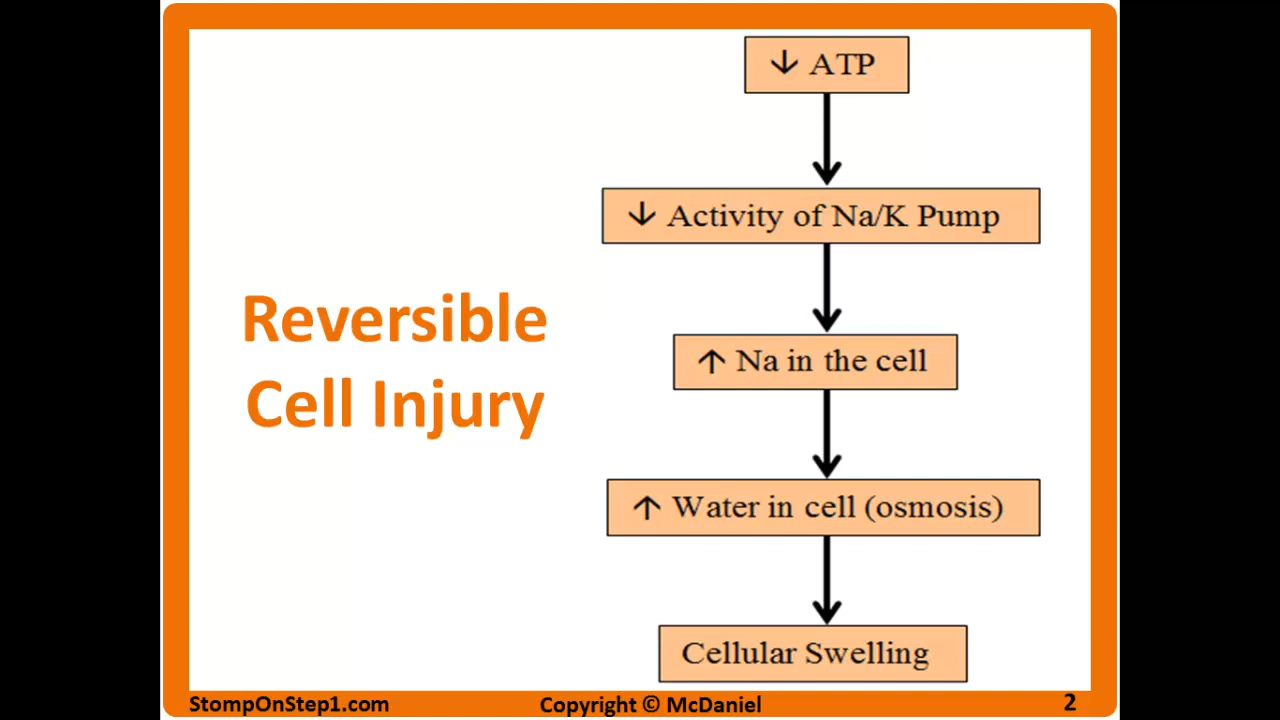 ↓ ATP
↓ Activity of Na/K Pump
Reversible
Cell Injury
↑ Na in the cell
↑ Water in cell (osmosis)
Cellular Swelling
StompOnStep1.com
Copyright © McDaniel
2